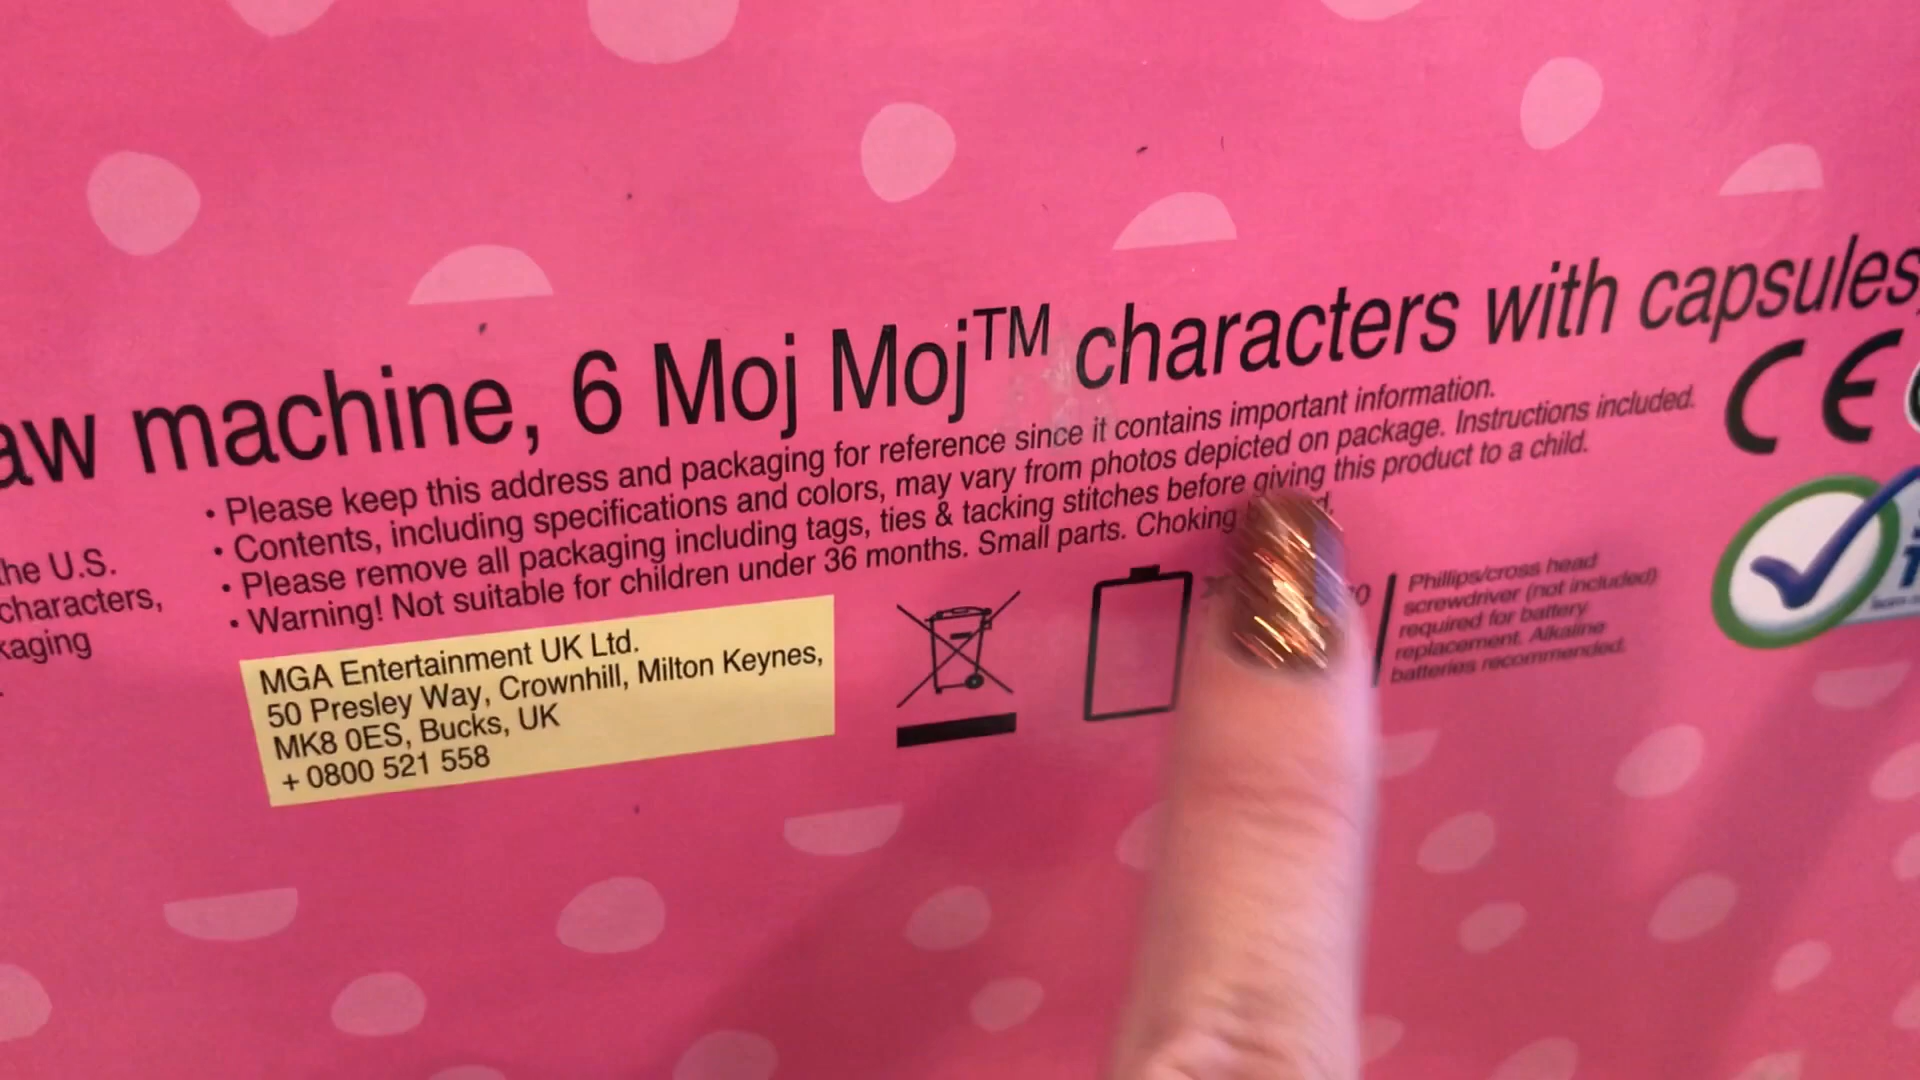 aw machine, 6 Moj Moj™ characters with capsules,
• Please keep this address and packaging for reference since it contains important information.
• Contents, including specifications and colors, may vary from photos depicted on package. Instructions included.
• Please remove all packaging including tags, ties & tacking stitches before giving this product to a child.
• Warning! Not suitable for children under 36 months. Small parts. Choking
the U.S.
characters,
kaging
MGA Entertainment UK Ltd.
50 Presley Way, Crownhill, Milton Keynes,
MK8 0ES, Bucks, UK
+ 0800 521 558
Phillips/cross head
screwdriver (not included)
required for battery
replacement. Alkaline
batteries recommended.
CE